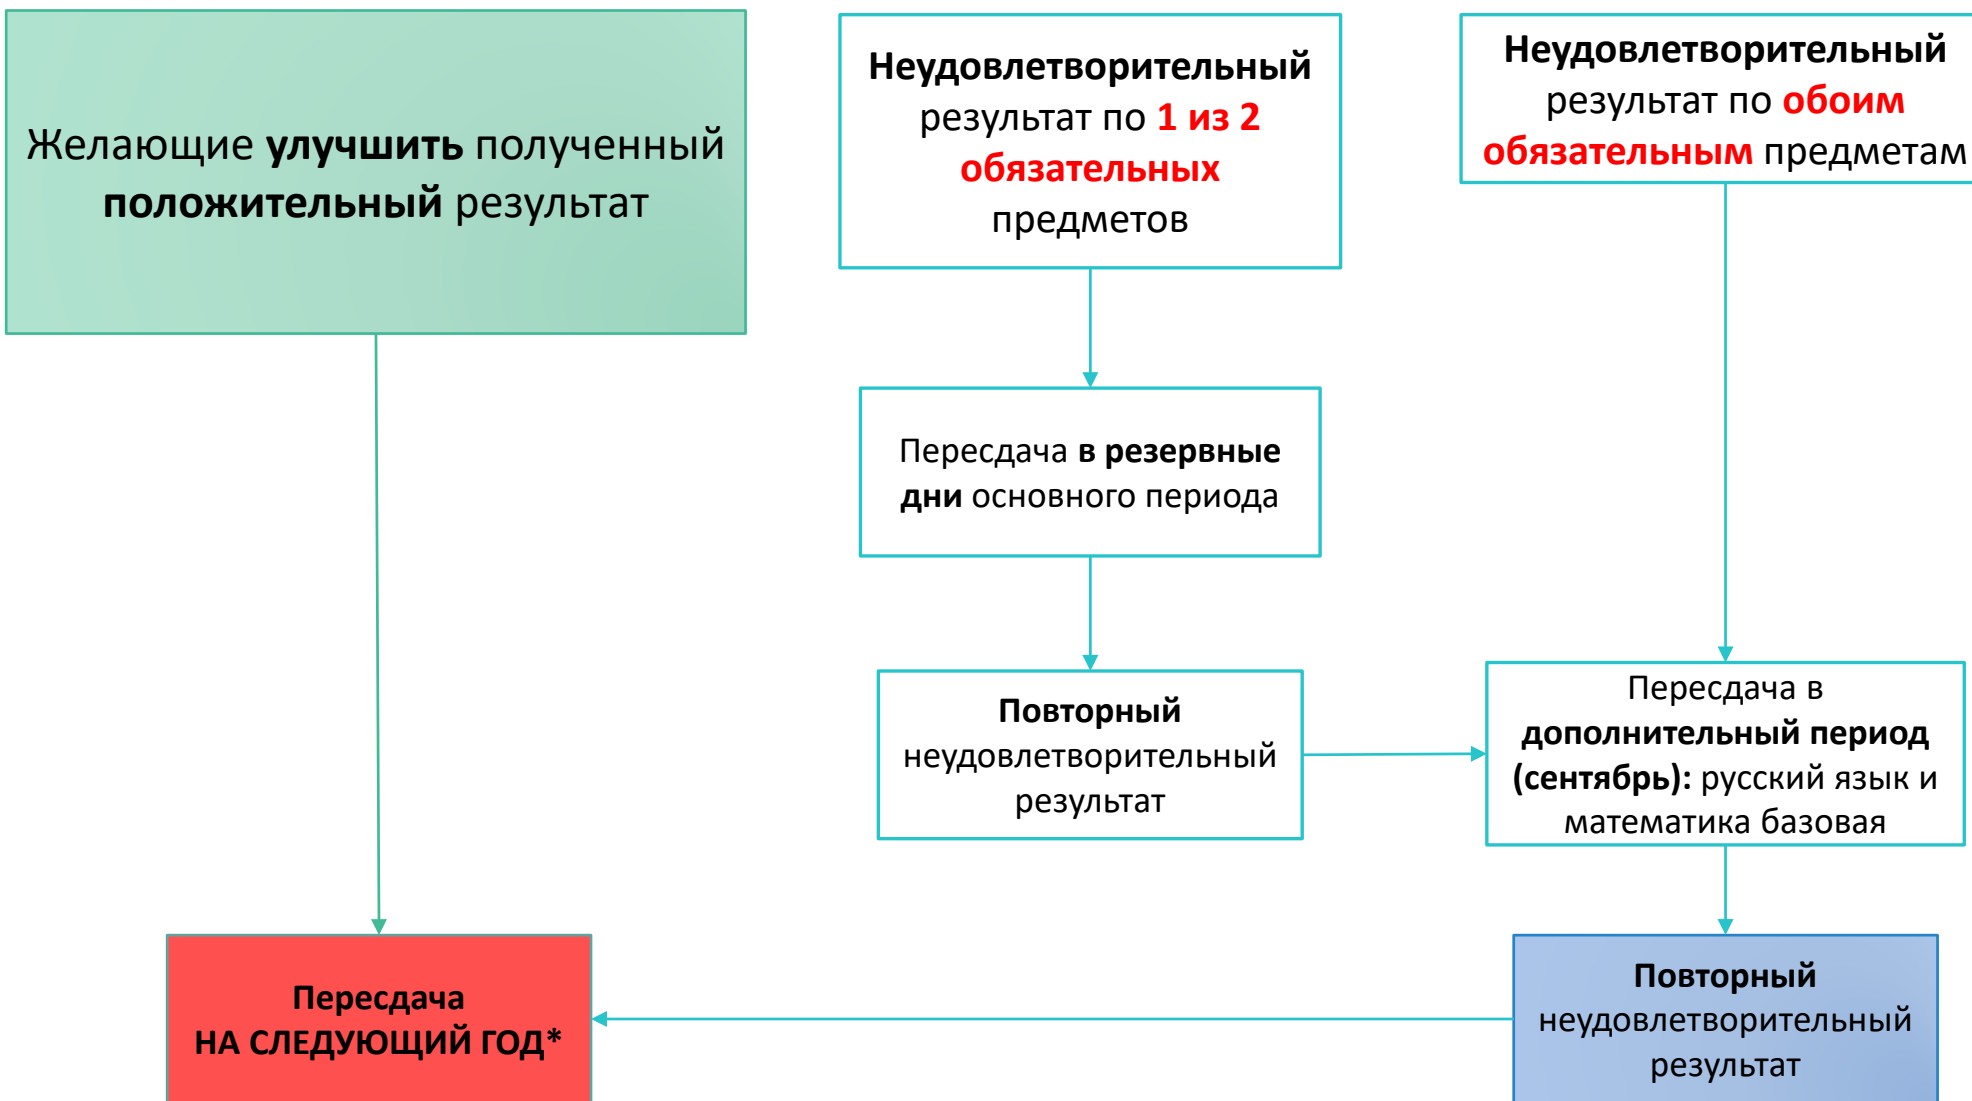 Желающие улучшить полученный
положительный результат
Неудовлетворительный
результат по 1 из 2
обязательных
предметов
Неудовлетворительный
результат по обоим
обязательным предметам
Пересдача в резервные
дни основного периода
Повторный
неудовлетворительный
результат
Пересдача в
дополнительный период
(сентябрь): русский язык и
математика базовая
Пересдача
НА СЛЕДУЮЩИЙ ГОД*
Повторный
неудовлетворительный
результат